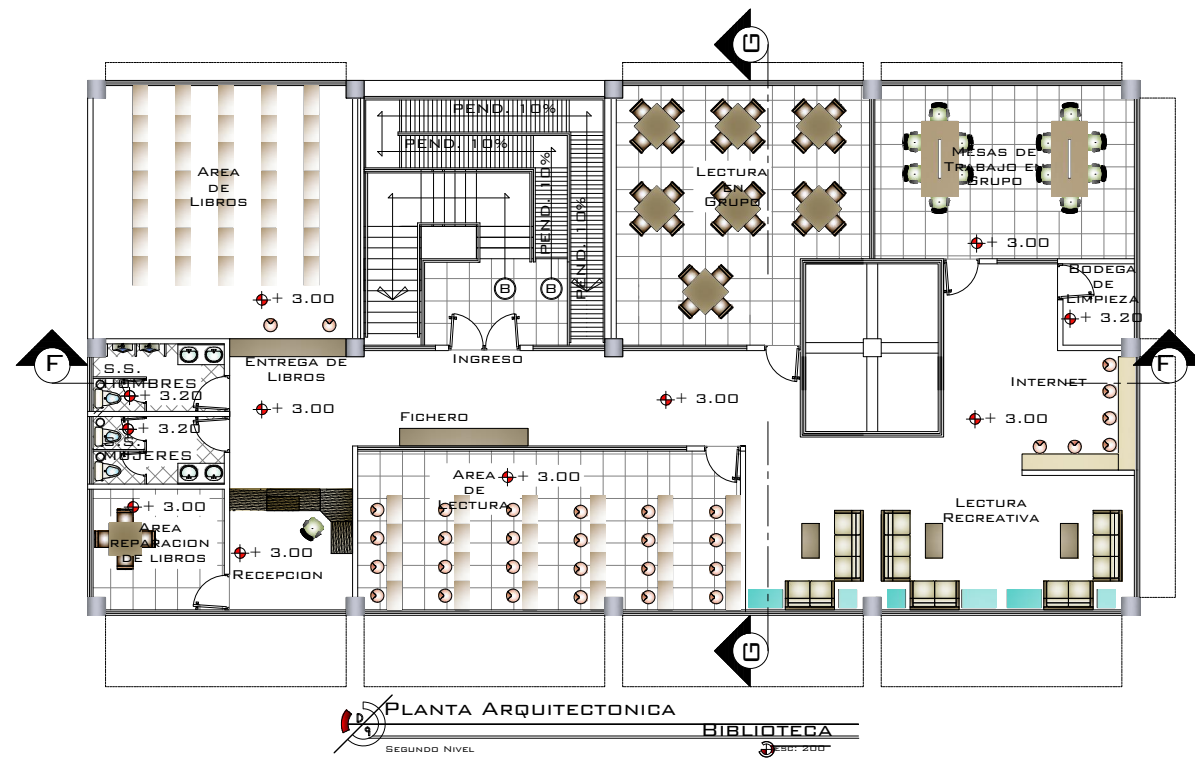 G
PEND. 10%
PEND. 10%
PEND. 10%
PEND. 10%
AREA
DE
LIBROS
LECTURA
EN
GRUPO
MESAS DE
TRABAJO EN
GRUPO
+ 3.00
BODEGA
DE
LIMPIEZA
+ 3.20
+ 3.00
B
B
INGRESO
F
F
S.S.
HOMBRES
+ 3.20
ENTREGA DE
LIBROS
+ 3.00
+ 3.00
INTERNET
+ 3.00
FICHERO
+ 3.20
S.S.
MUJERES
AREA
DE
LECTURA
+ 3.00
+ 3.00
AREA
REPARACION
DE LIBROS
+ 3.00
RECEPCION
LECTURA
RECREATIVA
G
D
9
PLANTA ARQUITECTONICA
BIBLIOTECA
SEGUNDO NIVEL
ESC: 200